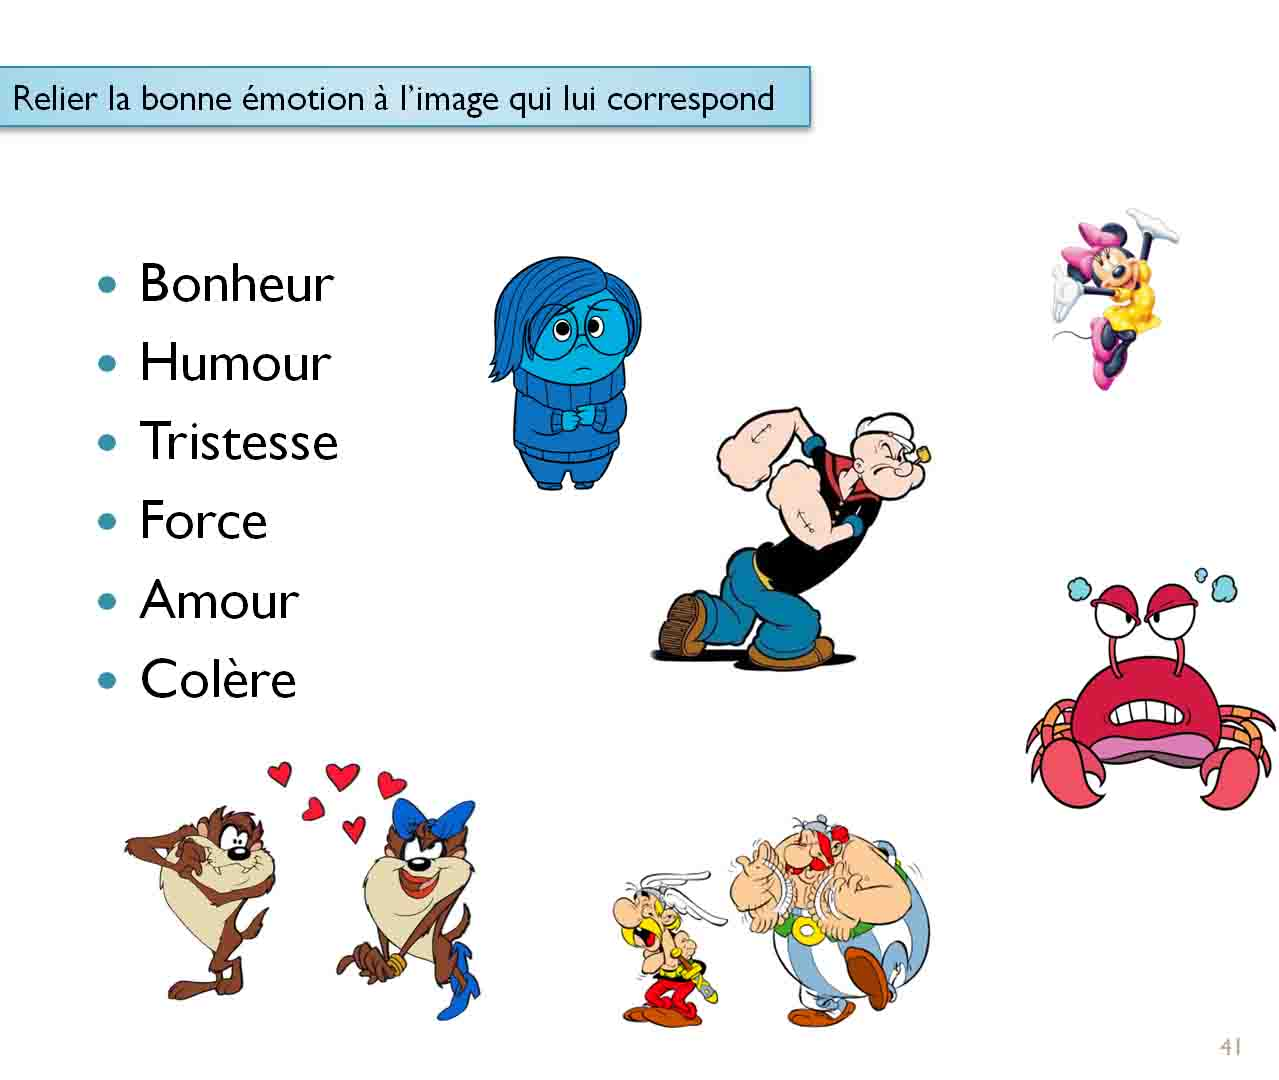 Relier la bonne émotion à l’image qui lui correspond
• Bonheur
• Humour
• Tristesse
• Force
• Amour
• Colère
41